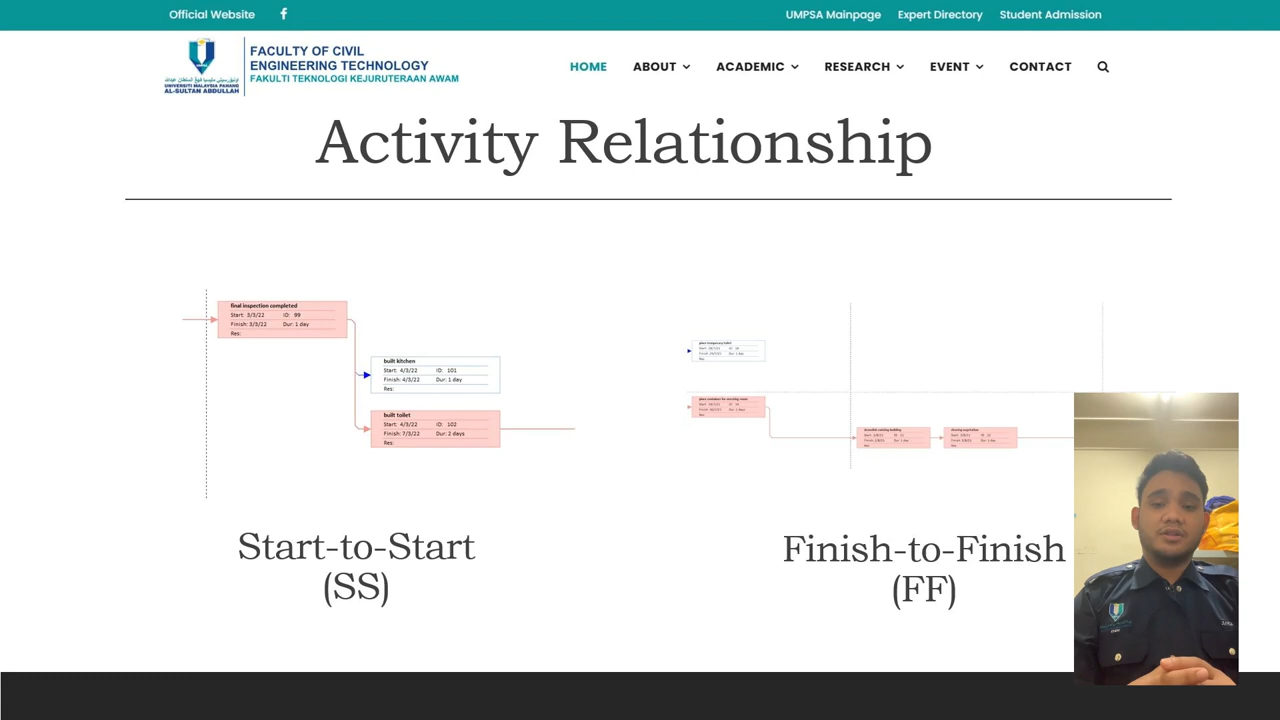 Official Website
UMPSA Mainpage Expert Directory Student Admission
FACULTY OF CIVIL
ENGINEERING TECHNOLOGY
FAKULTI TEKNOLOGI KEJURUTERAAN AWAM
UNIVERSITI MALAYSIA PAHANG
AL-SULTAN ABDULLAH
HOME ABOUT ACADEMIC RESEARCH EVENT CONTACT
Activity Relationship
final inspection completed
Start: 3/3/22 ID: 99
Finish: 3/3/22 Dur: 1 day
Res:
built kitchen
Start: 4/3/22 ID: 101
Finish: 4/3/22 Dur: 1 day
Res:
built toilet
Start: 4/3/22 ID: 102
Finish: 7/3/22 Dur: 2 days
Res:
Start-to-Start
(SS)
Finish-to-Finish
(FF)